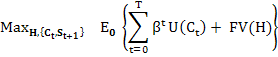 Max_{H,{C_t,S_{t+1}}} E_0 { ∑_{t=0}^{T} β^t U(C_t) + FV(H) }